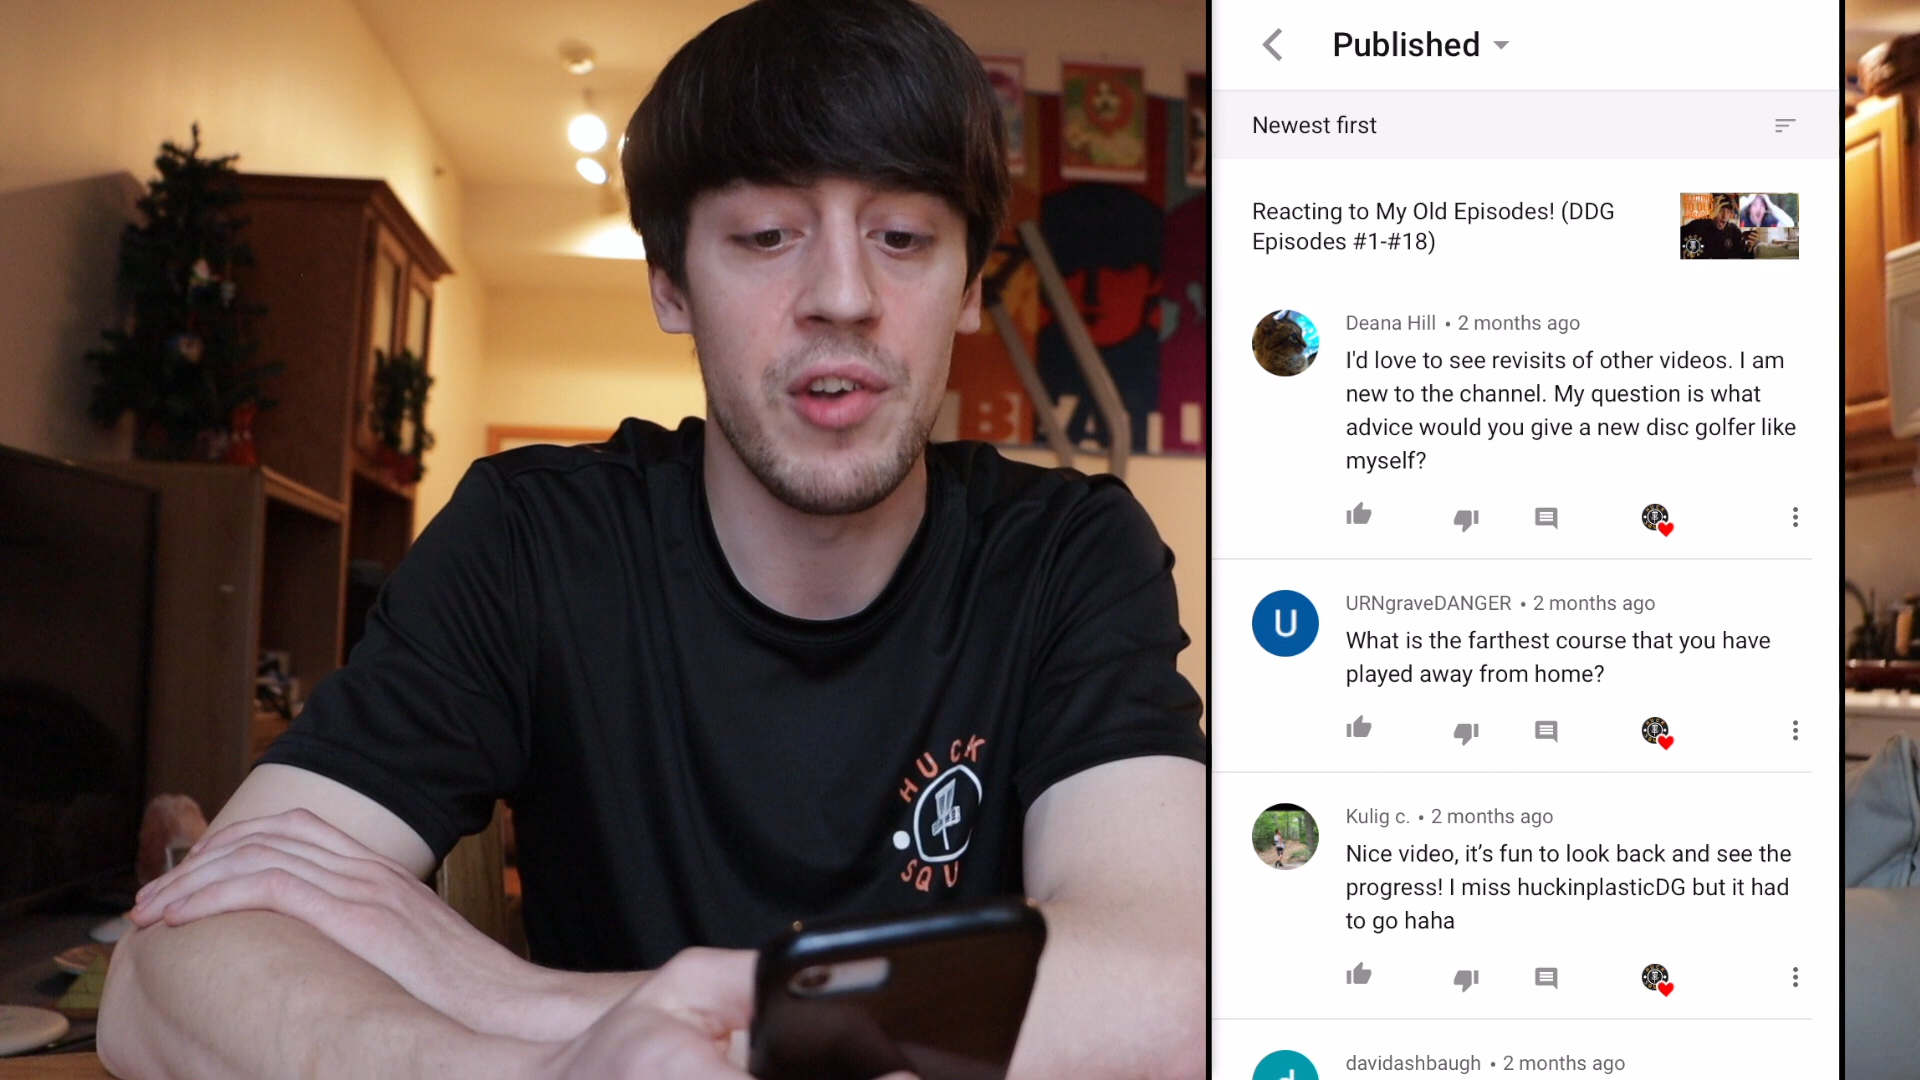 Published
Newest first
Reacting to My Old Episodes! (DDG
Episodes #1-#18)
Deana Hill • 2 months ago
I'd love to see revisits of other videos. I am
new to the channel. My question is what
advice would you give a new disc golfer like
myself?
U
URNgraveDANGER • 2 months ago
What is the farthest course that you have
played away from home?
Kulig c. • 2 months ago
Nice video, it’s fun to look back and see the
progress! I miss huckinplasticDG but it had
to go haha
davidashbaugh • 2 months ago
HUCK